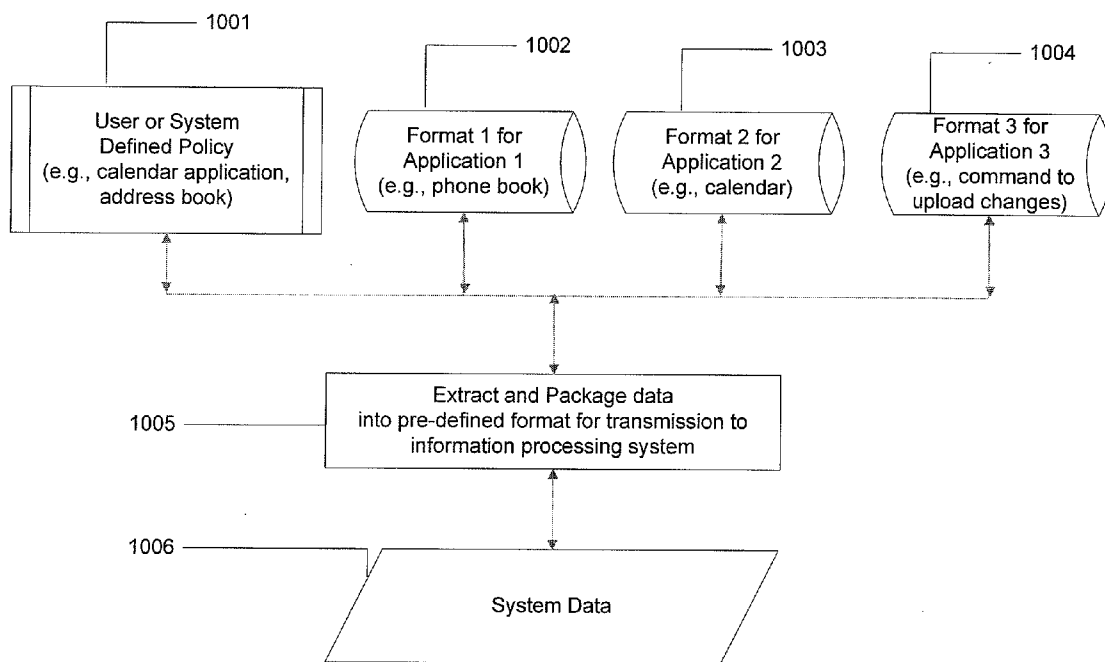 1001
1002
1003
1004
User or System
Defined Policy
(e.g., calendar application,
address book)
Format 1 for
Application 1
(e.g., phone book)
Format 2 for
Application 2
(e.g., calendar)
Format 3 for
Application 3
(e.g., command to
upload changes)
1005
Extract and Package data
into pre-defined format for transmission to
information processing system
1006
System Data